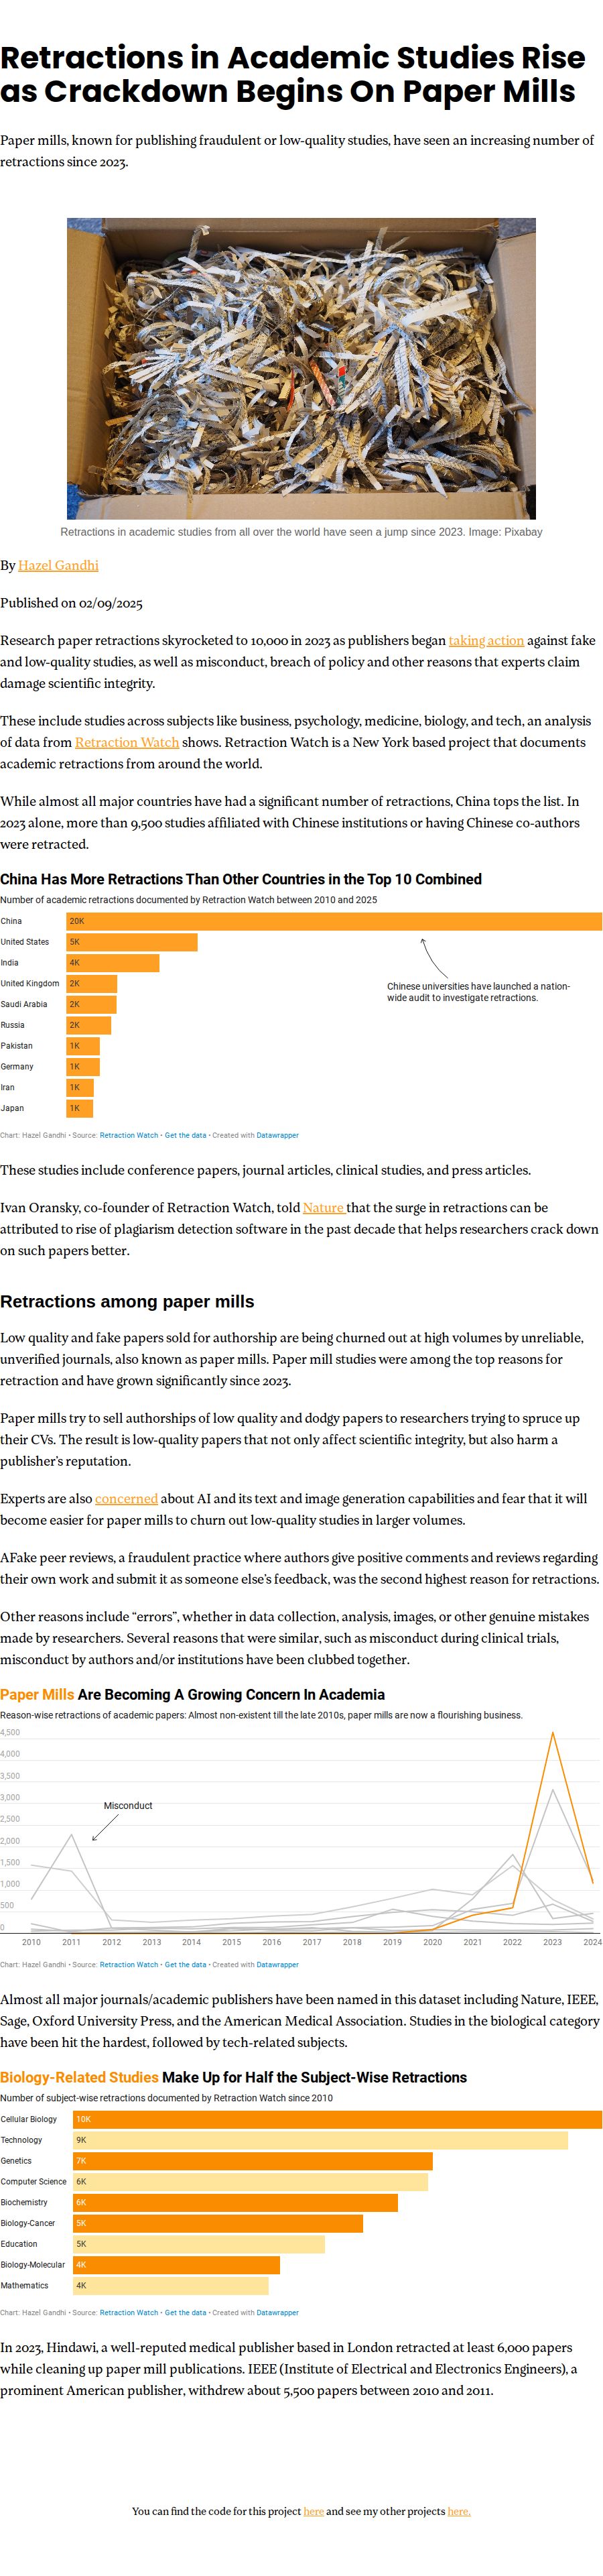 Retractions in Academic Studies Rise
as Crackdown Begins On Paper Mills
Paper mills, known for publishing fraudulent or low-quality studies, have seen an increasing number of
retractions since 2023.
Retractions in academic studies from all over the world have seen a jump since 2023. Image: Pixabay
By Hazel Gandhi
Published on 02/09/2025
Research paper retractions skyrocketed to 10,000 in 2023 as publishers began taking action against fake
and low-quality studies, as well as misconduct, breach of policy and other reasons that experts claim
damage scientific integrity.
These include studies across subjects like business, psychology, medicine, biology, and tech, an analysis
of data from Retraction Watch shows. Retraction Watch is a New York based project that documents
academic retractions from around the world.
While almost all major countries have had a significant number of retractions, China tops the list. In
2023 alone, more than 9,500 studies affiliated with Chinese institutions or having Chinese co-authors
were retracted.
China Has More Retractions Than Other Countries in the Top 10 Combined
Number of academic retractions documented by Retraction Watch between 2010 and 2025
China 20K
United States 5K
India 4K
United Kingdom 2K
Saudi Arabia 2K
Russia 2K
Pakistan 1K
Germany 1K
Iran 1K
Japan 1K
Chinese universities have launched a nation-
wide audit to investigate retractions.
Chart: Hazel Gandhi • Source: Retraction Watch • Get the data • Created with Datawrapper
These studies include conference papers, journal articles, clinical studies, and press articles.
Ivan Oransky, co-founder of Retraction Watch, told Nature that the surge in retractions can be
attributed to rise of plagiarism detection software in the past decade that helps researchers crack down
on such papers better.
Retractions among paper mills
Low quality and fake papers sold for authorship are being churned out at high volumes by unreliable,
unverified journals, also known as paper mills. Paper mill studies were among the top reasons for
retraction and have grown significantly since 2023.
Paper mills try to sell authorships of low quality and dodgy papers to researchers trying to spruce up
their CVs. The result is low-quality papers that not only affect scientific integrity, but also harm a
publisher's reputation.
Experts are also concerned about AI and its text and image generation capabilities and fear that it will
become easier for paper mills to churn out low-quality studies in larger volumes.
AFake peer reviews, a fraudulent practice where authors give positive comments and reviews regarding
their own work and submit it as someone else's feedback, was the second highest reason for retractions.
Other reasons include “errors”, whether in data collection, analysis, images, or other genuine mistakes
made by researchers. Several reasons that were similar, such as misconduct during clinical trials,
misconduct by authors and/or institutions have been clubbed together.
Paper Mills Are Becoming A Growing Concern In Academia
Reason-wise retractions of academic papers: Almost non-existent till the late 2010s, paper mills are now a flourishing business.
4,500
4,000
3,500
3,000
Misconduct
2,500
2,000
1,500
1,000
500
0
2010 2011 2012 2013 2014 2015 2016 2017 2018 2019 2020 2021 2022 2023 2024
Chart: Hazel Gandhi • Source: Retraction Watch • Get the data • Created with Datawrapper
Almost all major journals/academic publishers have been named in this dataset including Nature, IEEE,
Sage, Oxford University Press, and the American Medical Association. Studies in the biological category
have been hit the hardest, followed by tech-related subjects.
Biology-Related Studies Make Up for Half the Subject-Wise Retractions
Number of subject-wise retractions documented by Retraction Watch since 2010
Cellular Biology 10K
Technology 9K
Genetics 7K
Computer Science 6K
Biochemistry 6K
Biology-Cancer 5K
Education 5K
Biology-Molecular 4K
Mathematics 4K
Chart: Hazel Gandhi • Source: Retraction Watch • Get the data • Created with Datawrapper
In 2023, Hindawi, a well-reputed medical publisher based in London retracted at least 6,000 papers
while cleaning up paper mill publications. IEEE (Institute of Electrical and Electronics Engineers), a
prominent American publisher, withdrew about 5,500 papers between 2010 and 2011.
You can find the code for this project here and see my other projects here.